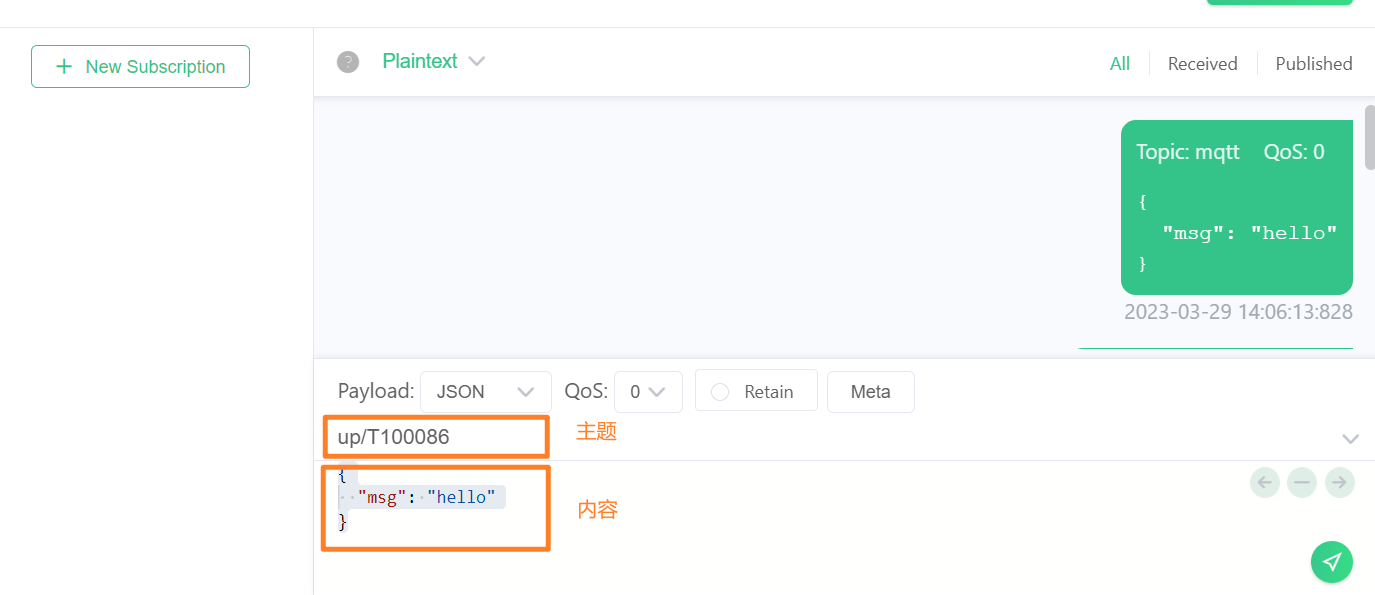 + New Subscription
? Plaintext
All Received Published
Topic: mqtt QoS: 0
{
"msg": "hello"
}
2023-03-29 14:06:13:828
Payload: JSON QoS: 0 Retain Meta
up/T100086 主题
{
"msg": "hello"
}
内容